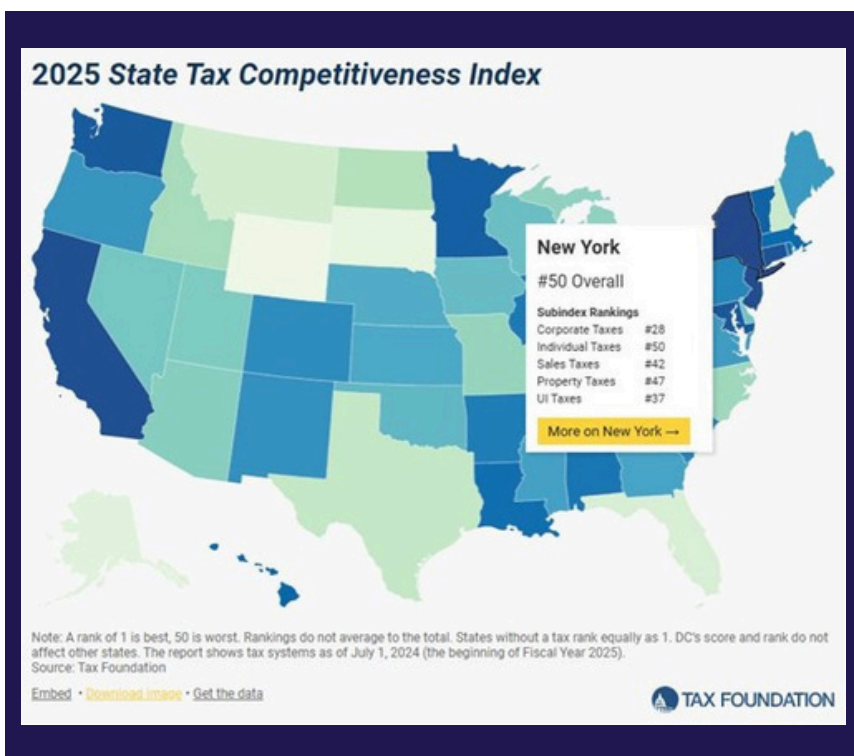 2025 State Tax Competitiveness Index
New York
#50 Overall
Subindex Rankings
Corporate Taxes #28
Individual Taxes #50
Sales Taxes #42
Property Taxes #47
UI Taxes #37
More on New York →
Note: A rank of 1 is best, 50 is worst. Rankings do not average to the total. States without a tax rank equally as 1. DC's score and rank do not
affect other states. The report shows tax systems as of July 1, 2024 (the beginning of Fiscal Year 2025).
Source: Tax Foundation
Embed • Download image • Get the data
TAX FOUNDATION